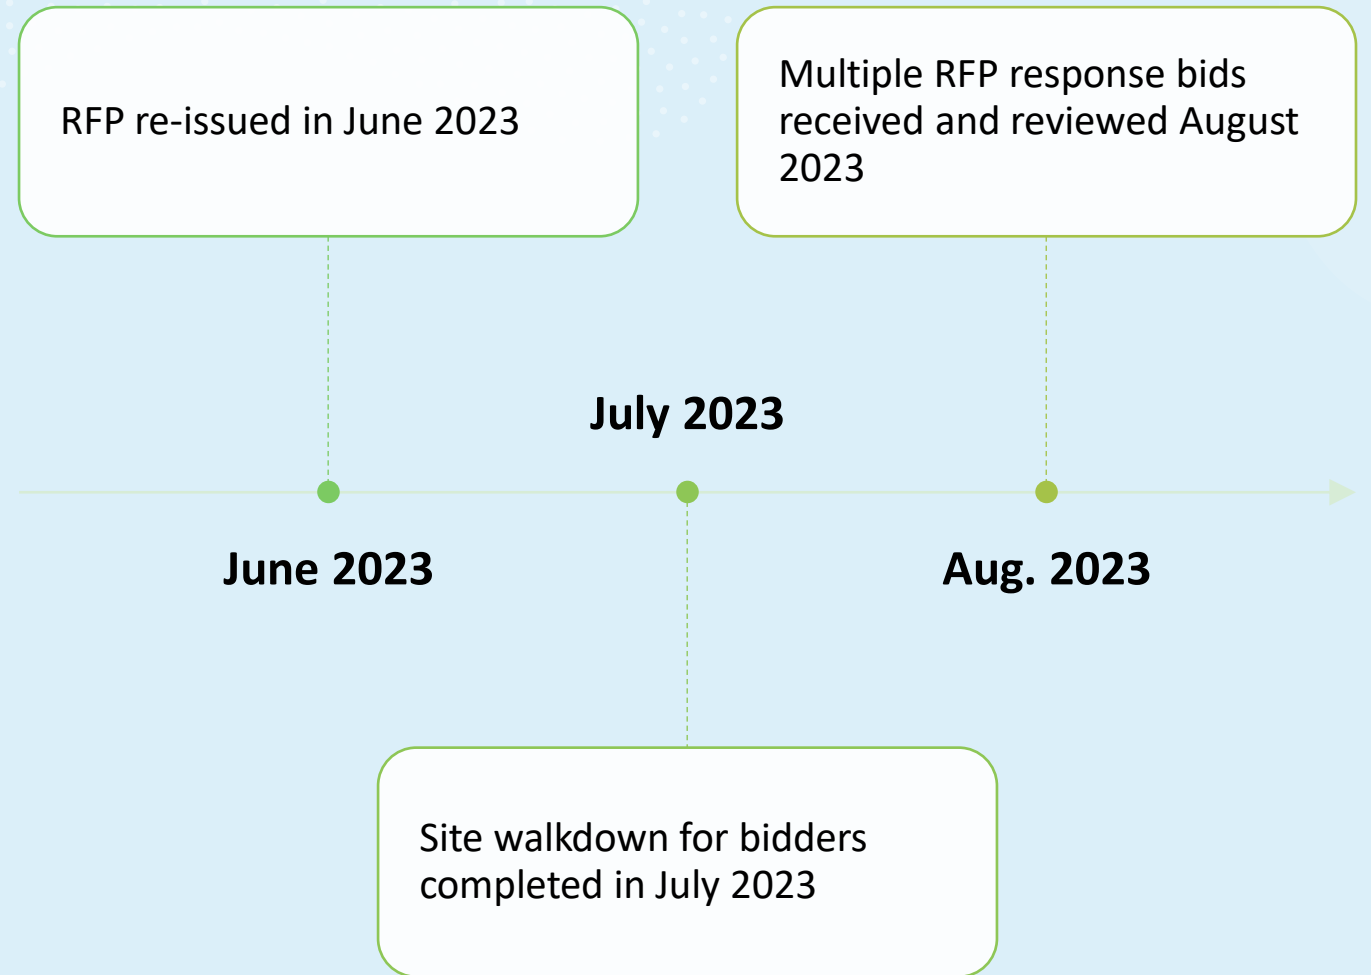 RFP re-issued in June 2023
Multiple RFP response bids
received and reviewed August
2023
July 2023
June 2023
Aug. 2023
Site walkdown for bidders
completed in July 2023